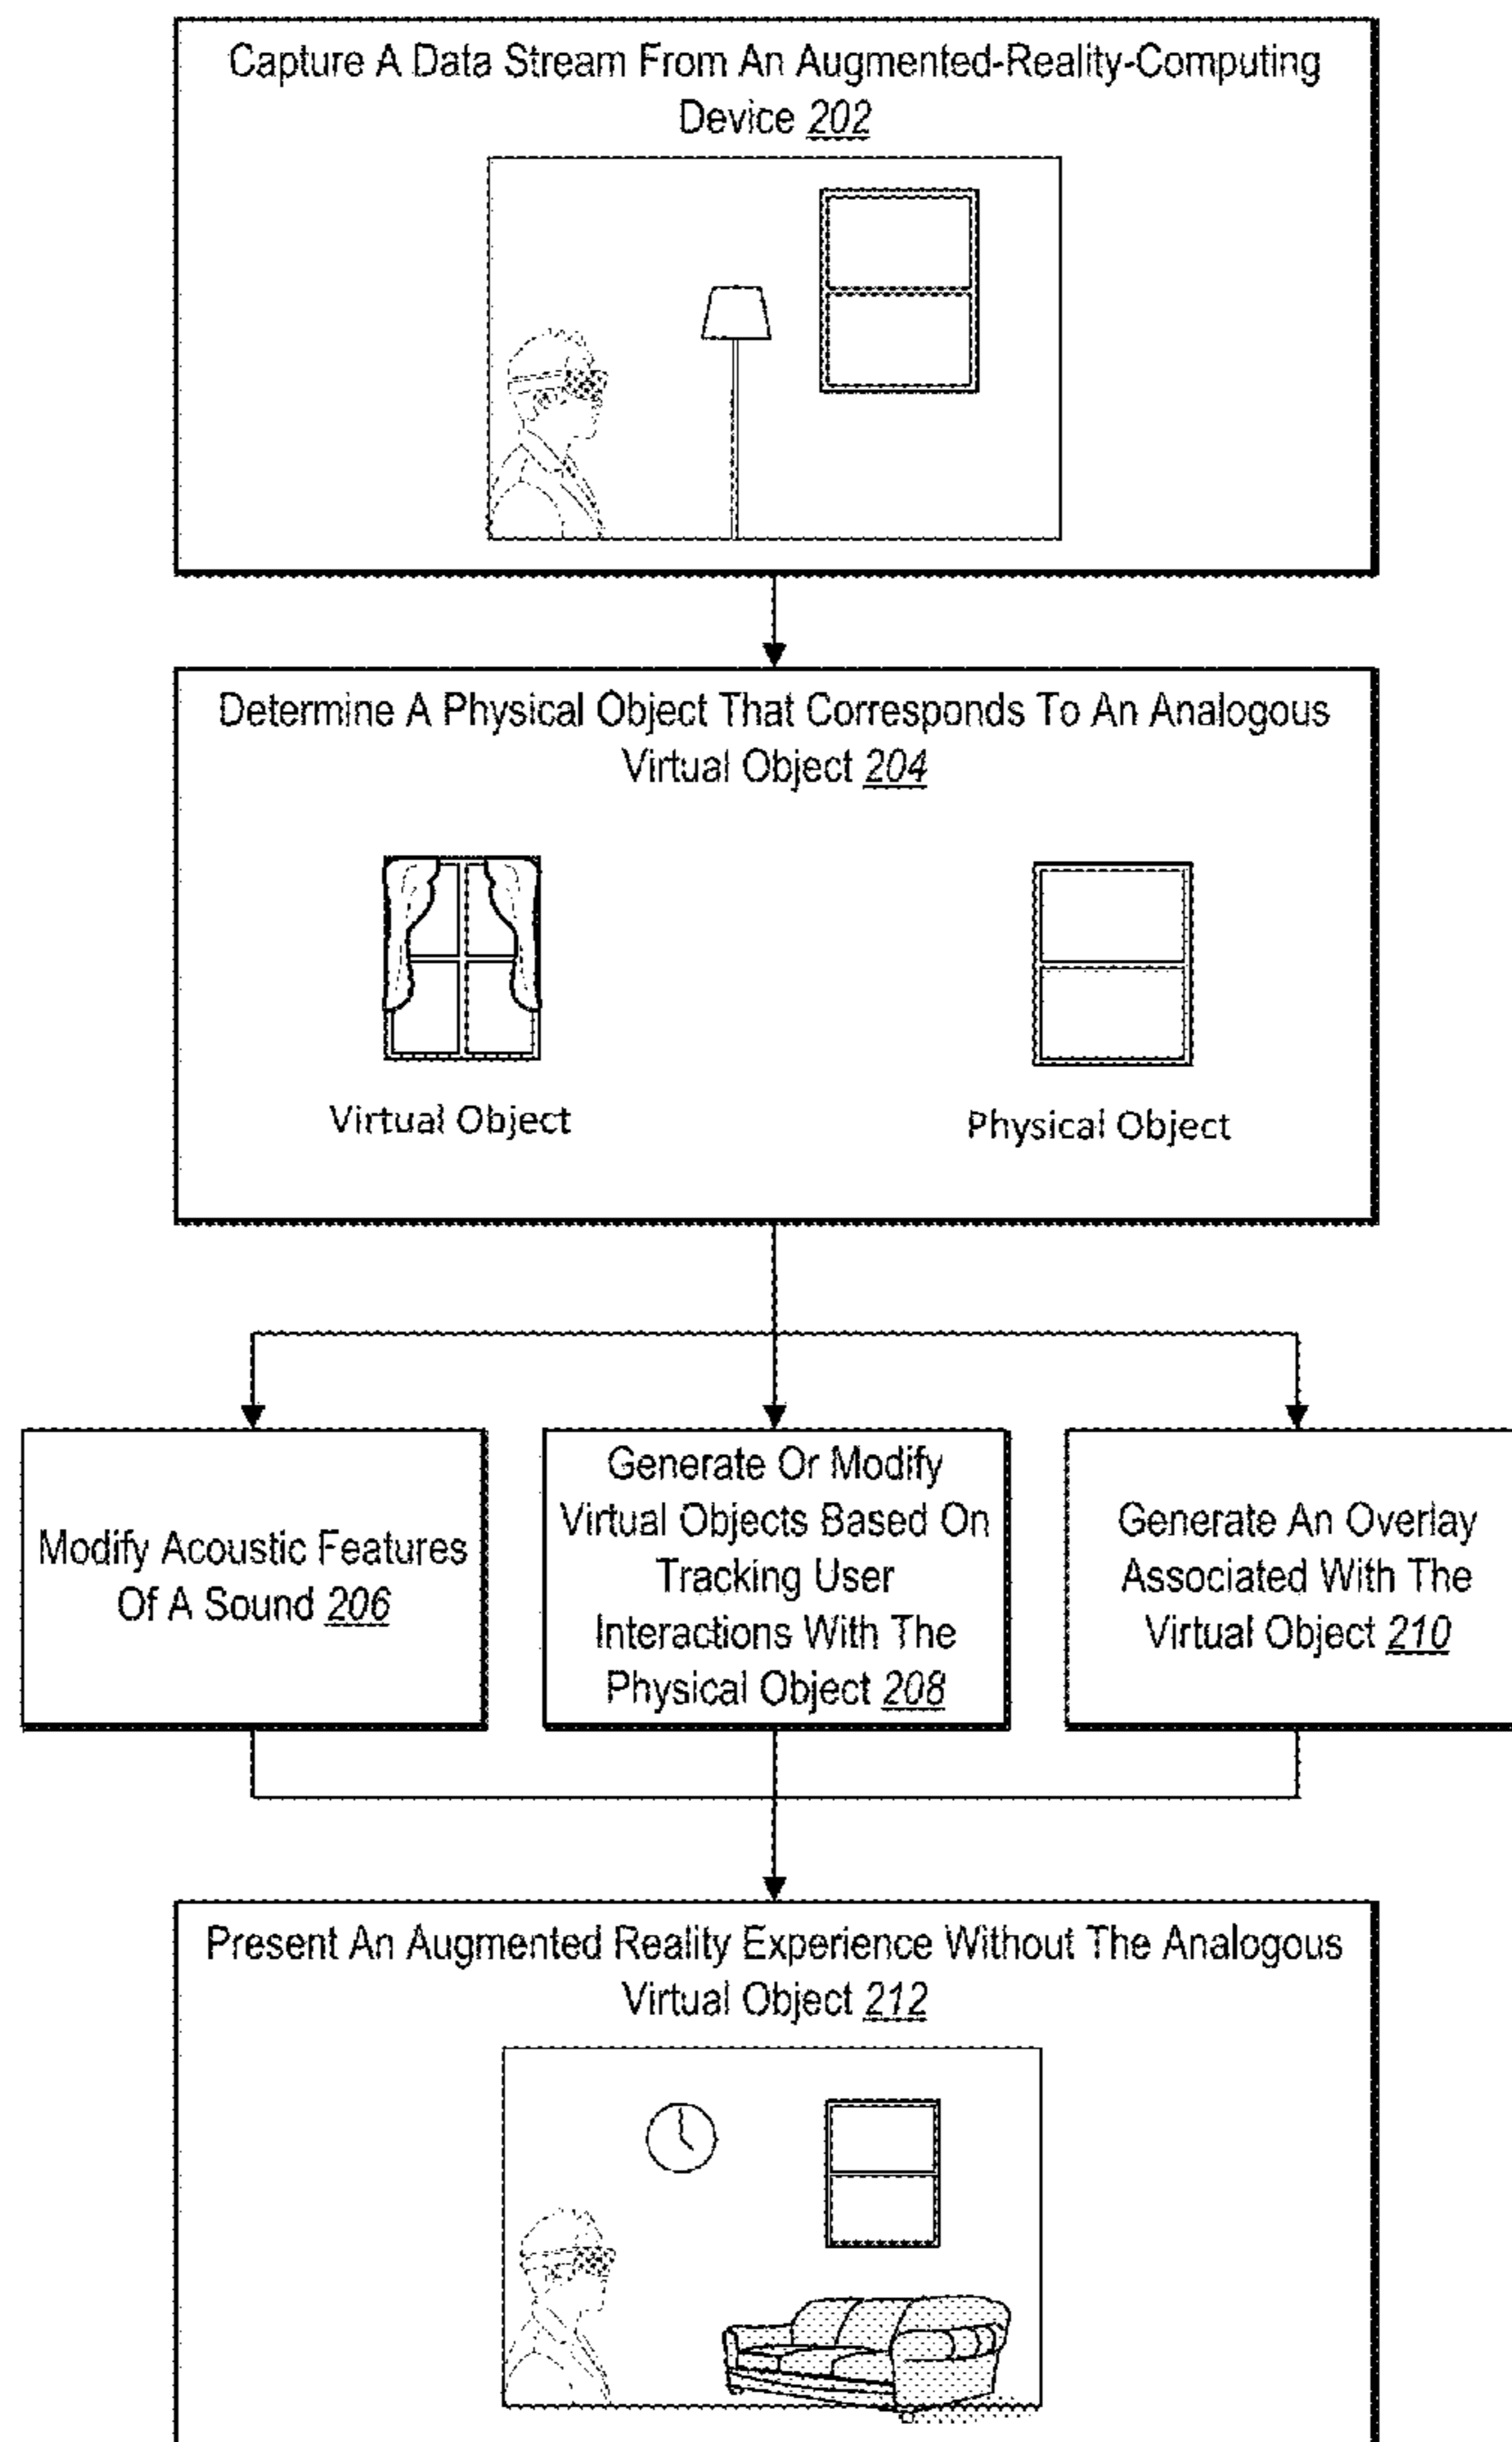 Capture A Data Stream From An Augmented-Reality-Computing
Device 202
Determine A Physical Object That Corresponds To An Analogous
Virtual Object 204
Virtual Object
Physical Object
Modify Acoustic Features
Of A Sound 206
Generate Or Modify
Virtual Objects Based On
Tracking User
Interactions With The
Physical Object 208
Generate An Overlay
Associated With The
Virtual Object 210
Present An Augmented Reality Experience Without The Analogous
Virtual Object 212